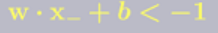 w · x₋ + b < −1